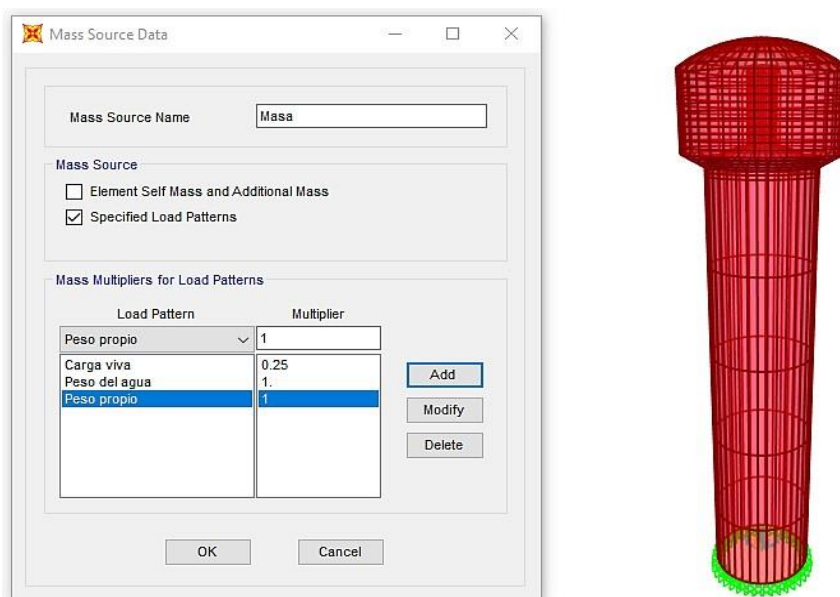 Mass Source Data
Mass Source Name Masa
Mass Source
Element Self Mass and Additional Mass
Specified Load Patterns
Mass Multipliers for Load Patterns
Load Pattern Multiplier
Peso propio 1
Carga viva 0.25
Peso del agua 1.
Peso propio 1
Add
Modify
Delete
OK Cancel